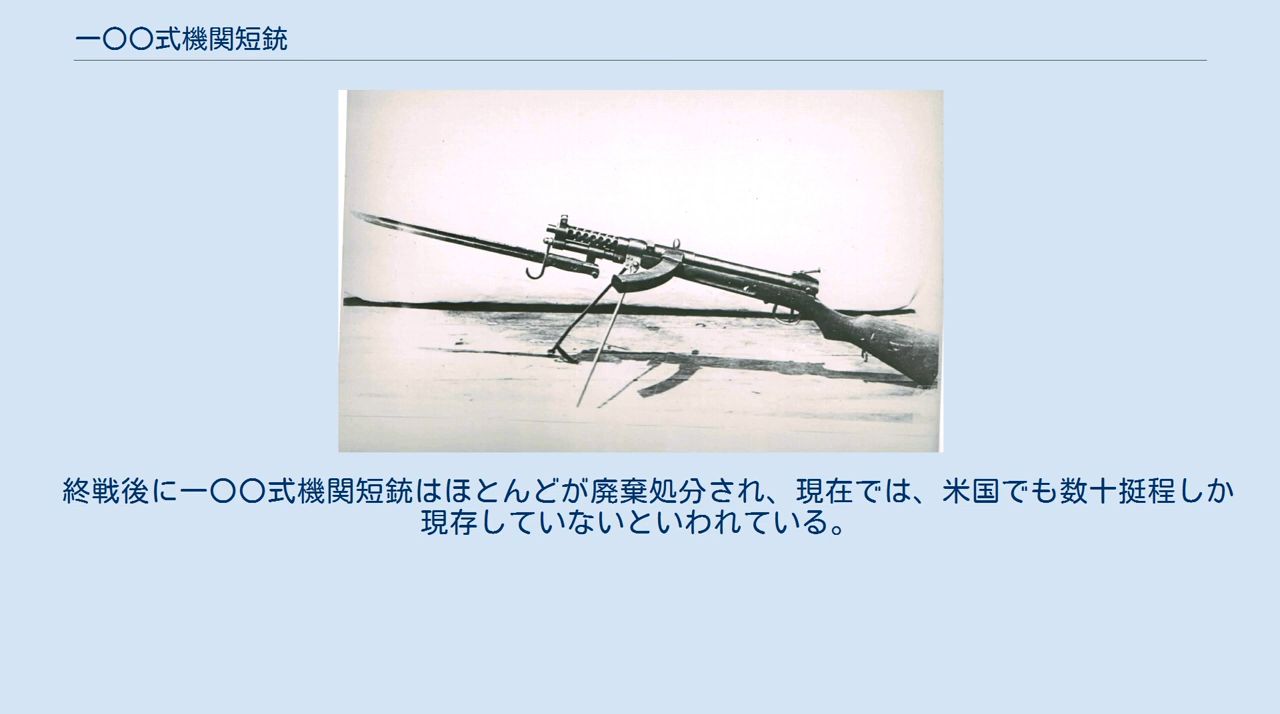 一〇〇式機関短銃
終戦後に一〇〇式機関短銃はほとんどが廃棄処分され、現在では、米国でも数十挺程しか
現存していないといわれている。